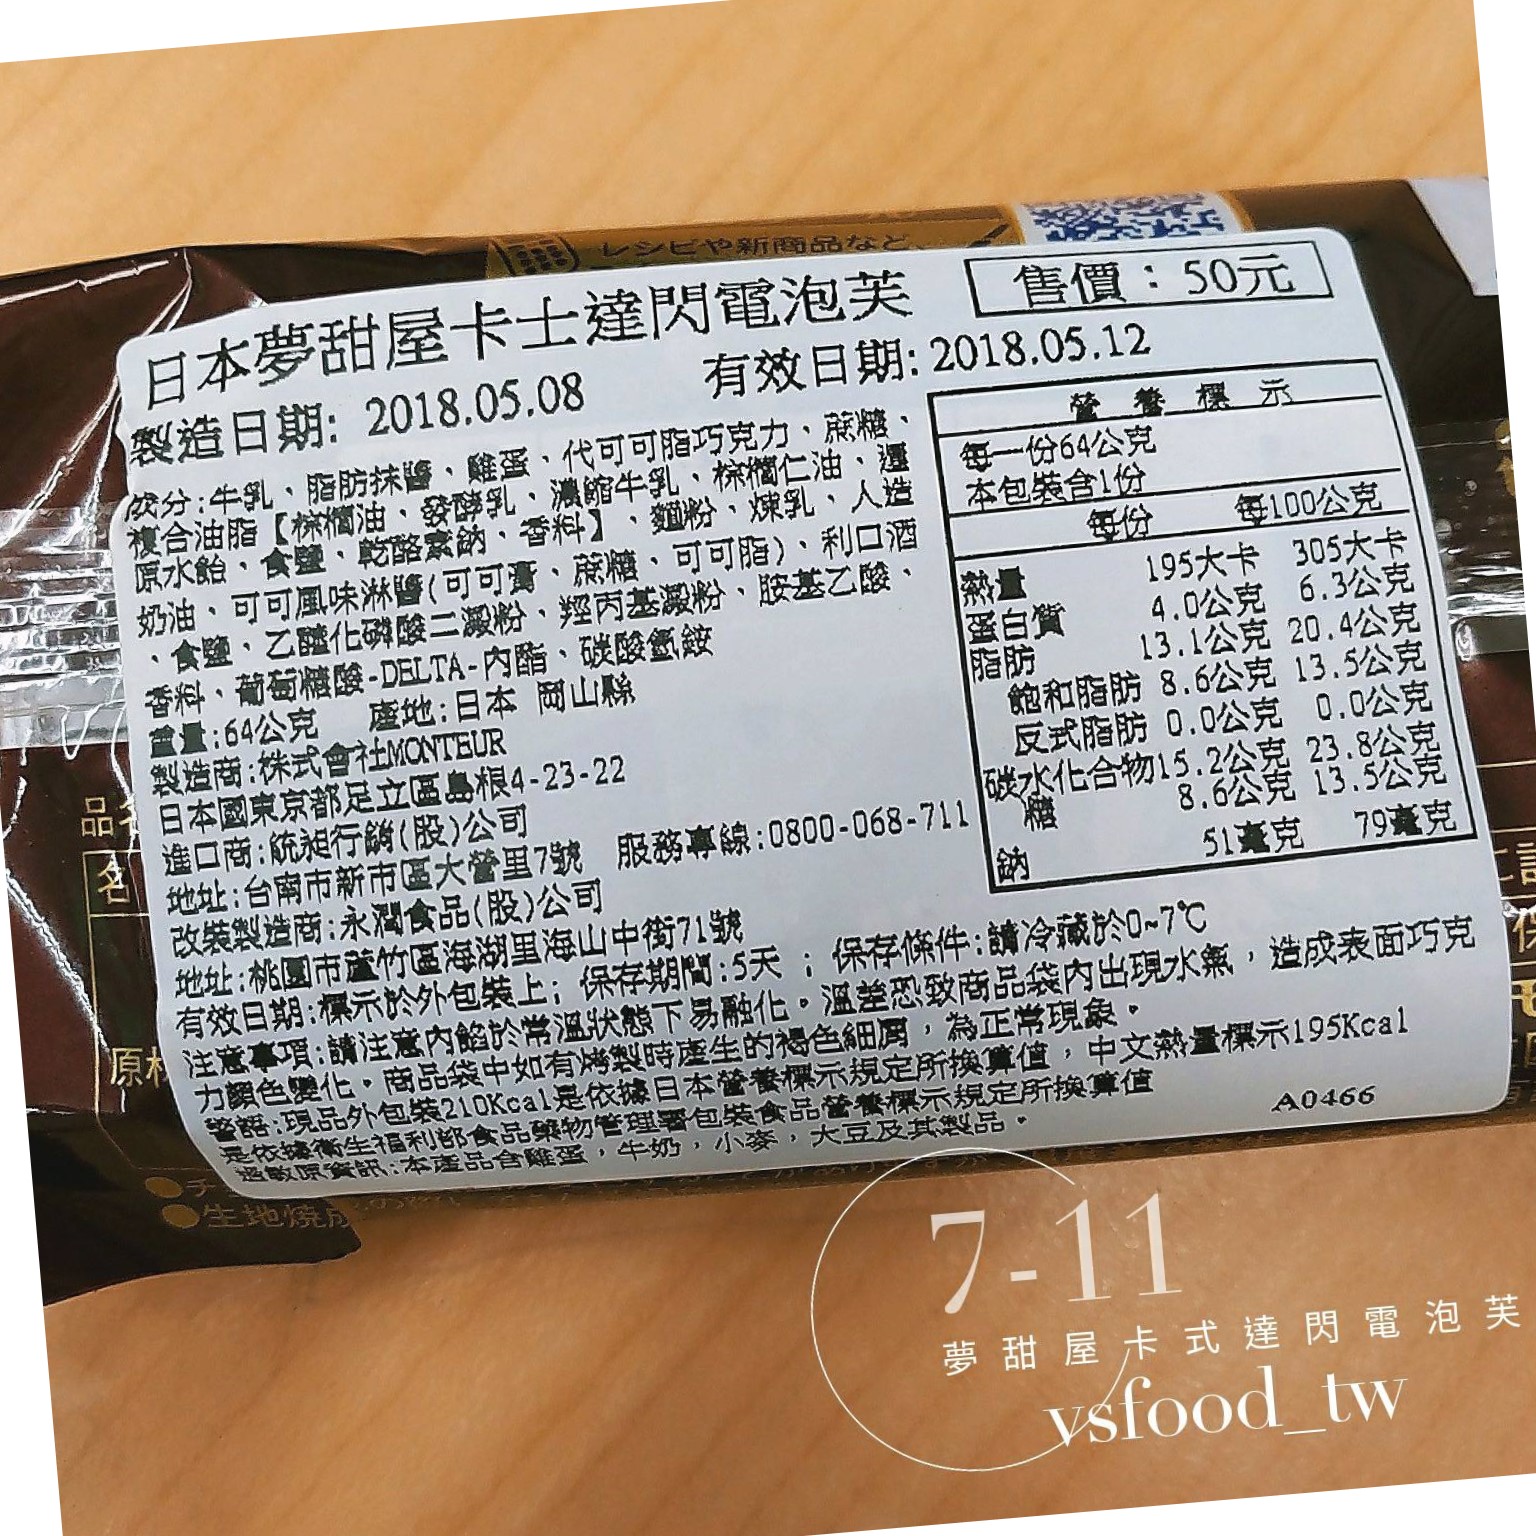 レシピや新商品など、
日本夢甜屋卡士達閃電泡芙
售價：50元
製造日期: 2018.05.08
有效日期: 2018.05.12
成分:牛乳、脂肪抹醬、雞蛋、代可可脂巧克力、蔗糖、
複合油脂【棕櫚油、發酵乳、濃縮牛乳、棕櫚仁油、還
原水飴、食鹽、乾酪素鈉、香料】、麵粉、煉乳、人造
奶油、可可風味淋醬(可可膏、蔗糖、可可脂)、利口酒
、食鹽、乙醯化磷酸二澱粉、羥丙基澱粉、胺基乙酸、
香料、葡萄糖酸-DELTA-內酯、碳酸氫銨
重量:64公克 產地:日本 岡山縣
製造商:株式會社MONTEUR
日本國東京都足立區島根4-23-22
進口商:統昶行銷(股)公司
地址:台南市新市區大營里7號 服務專線:0800-068-711
改裝製造商:永潤食品(股)公司
地址:桃園市蘆竹區海湖里海山中街71號
有效日期:標示於外包裝上; 保存期間:5天 ; 保存條件:請冷藏於0~7℃
注意事項:請注意內餡於常溫狀態下易融化。溫差恐致商品袋內出現水氣，造成表面巧克
力顏色變化。商品袋中如有烤製時產生的褐色細屑，為正常現象。
警語:現品外包裝210Kcal是依據日本營養標示規定所換算值，中文熱量標示195Kcal
是依據衛生福利部食品藥物管理署包裝食品營養標示規定所換算值
過敏原資訊:本產品含雞蛋，牛奶，小麥，大豆及其製品。
A0466
營養標示
每一份64公克
本包裝含1份
每份 每100公克
熱量 195大卡 305大卡
蛋白質 4.0公克 6.3公克
脂肪 13.1公克 20.4公克
飽和脂肪 8.6公克 13.5公克
反式脂肪 0.0公克 0.0公克
碳水化合物 15.2公克 23.8公克
糖 8.6公克 13.5公克
鈉 51毫克 79毫克
品名
名
原材
●生地焼成
7-11
夢甜屋卡式達閃電泡芙
vsfood_tw